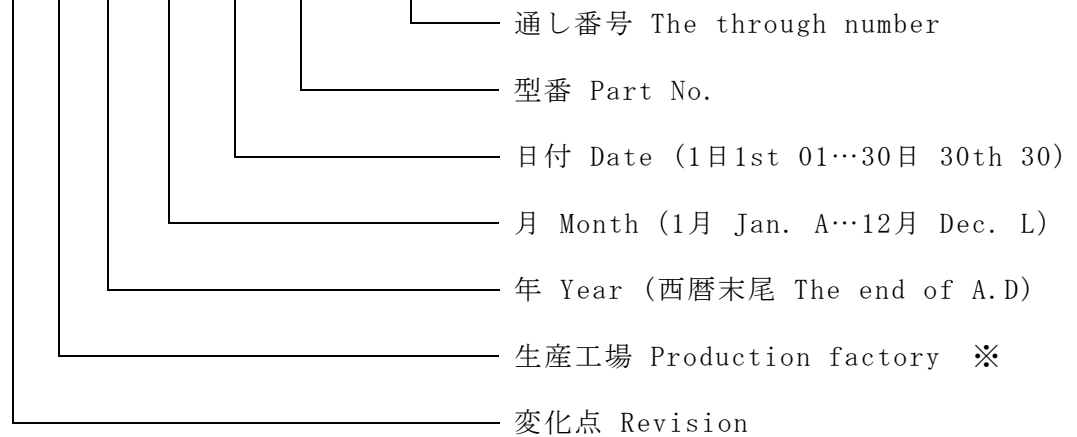 通し番号 The through number
型番 Part No.
日付 Date (1日1st 01…30日 30th 30)
月 Month (1月 Jan. A…12月 Dec. L)
年 Year (西暦末尾 The end of A.D)
生産工場 Production factory ※
変化点 Revision